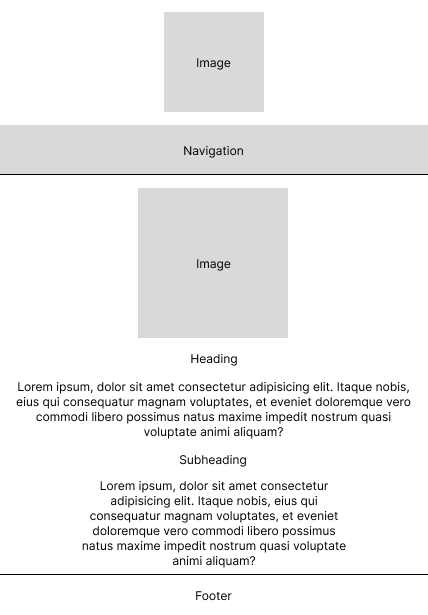 Image
Navigation
Image
Heading
Lorem ipsum, dolor sit amet consectetur adipisicing elit. Itaque nobis,
eius qui consequatur magnam voluptates, et eveniet doloremque vero
commodi libero possimus natus maxime impedit nostrum quasi
voluptate animi aliquam?
Subheading
Lorem ipsum, dolor sit amet consectetur
adipisicing elit. Itaque nobis, eius qui
consequatur magnam voluptates, et eveniet
doloremque vero commodi libero possimus
natus maxime impedit nostrum quasi voluptate
animi aliquam?
Footer